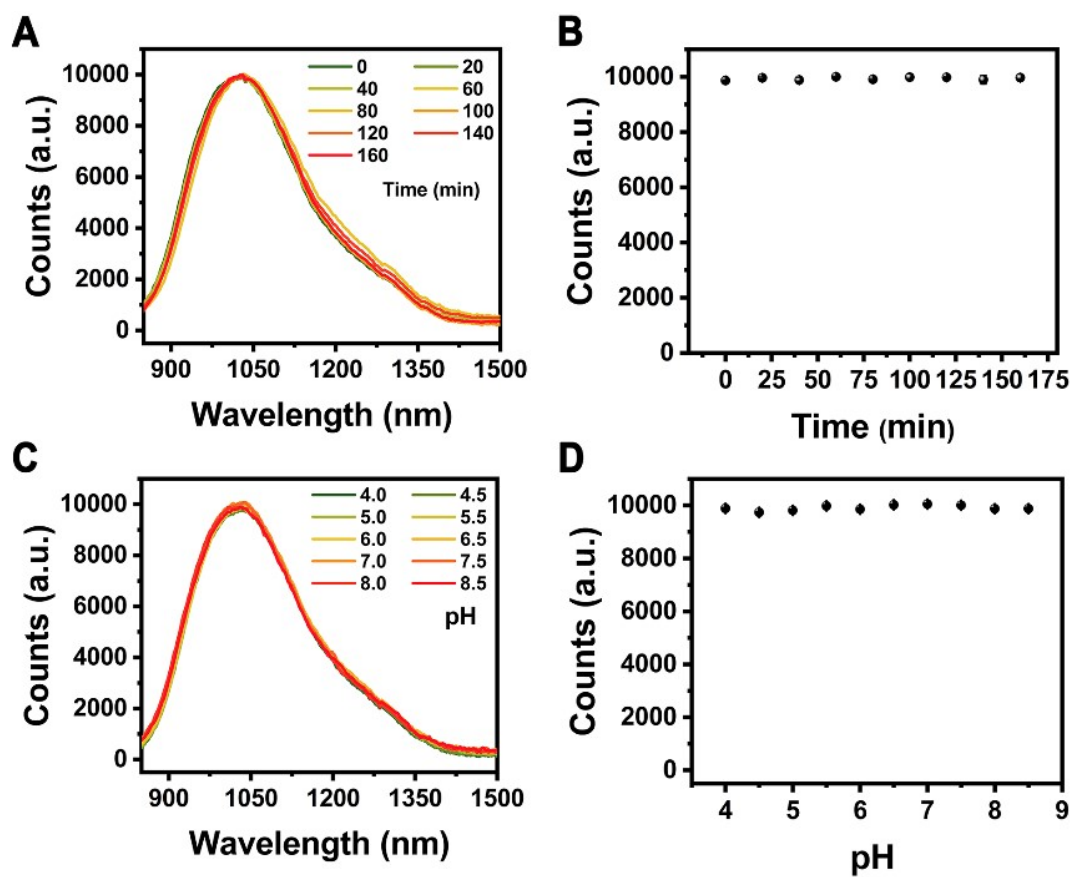 A
Counts (a.u.)
10000
8000
6000
4000
2000
0
0 20
40 60
80 100
120 140
160
Time (min)
900 1050 1200 1350 1500
Wavelength (nm)
B
Counts (a.u.)
10000
8000
6000
4000
2000
0
0 25 50 75 100 125 150 175
Time (min)
C
Counts (a.u.)
10000
8000
6000
4000
2000
0
4.0 4.5
5.0 5.5
6.0 6.5
7.0 7.5
8.0 8.5
pH
900 1050 1200 1350 1500
Wavelength (nm)
D
Counts (a.u.)
10000
8000
6000
4000
2000
0
4 5 6 7 8 9
pH